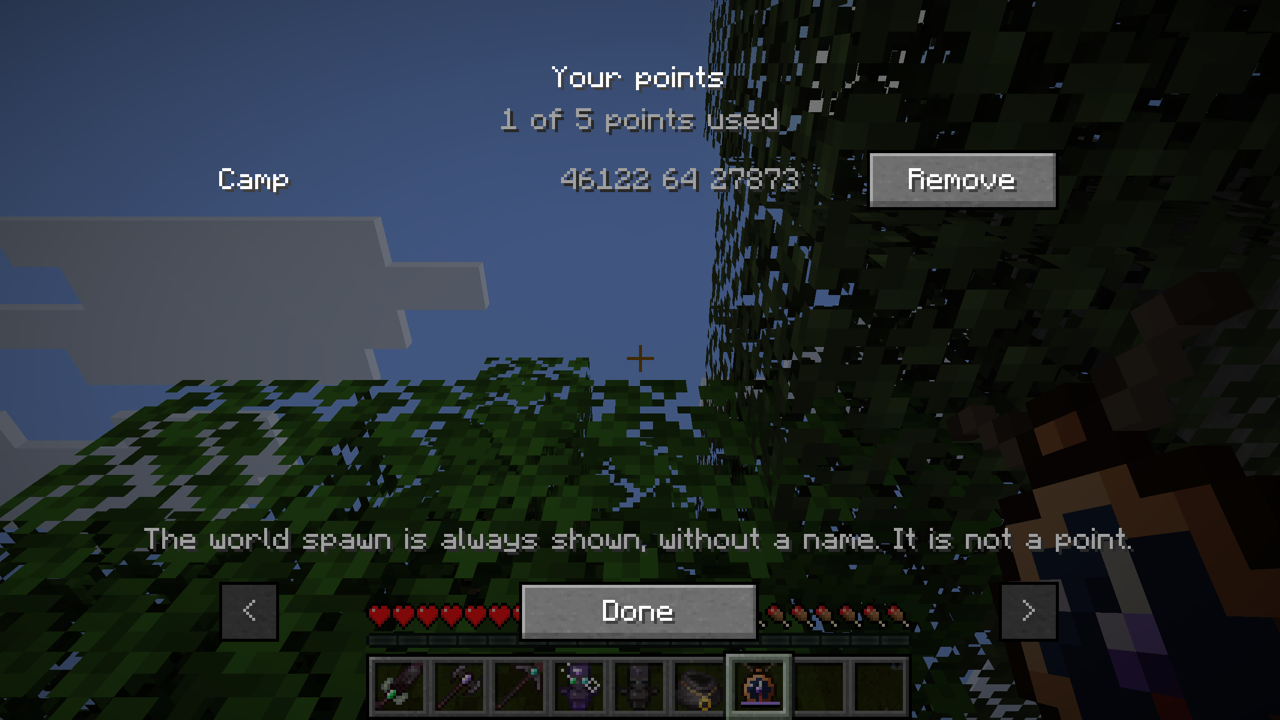 Your points
1 of 5 points used
Camp 46122 64 27873 Remove
The world spawn is always shown, without a name. It is not a point.
< Done >